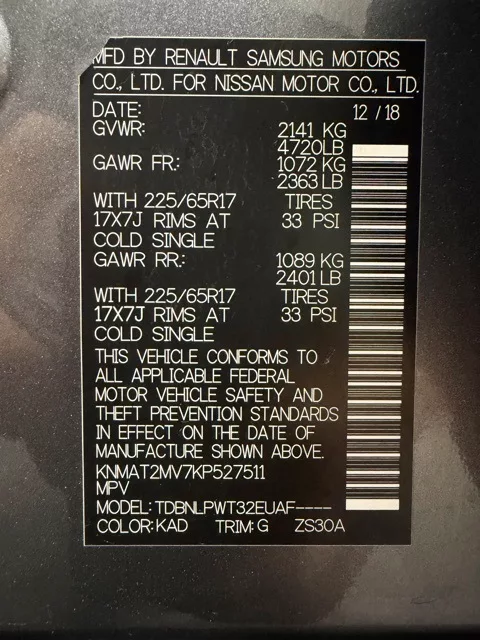 MFD BY RENAULT SAMSUNG MOTORS
CO., LTD. FOR NISSAN MOTOR CO., LTD.
DATE: 12 / 18
GVWR: 2141 KG
4720LB
GAWR FR.: 1072 KG
2363 LB
WITH 225/65R17 TIRES
17X7J RIMS AT 33 PSI
COLD SINGLE
GAWR RR.: 1089 KG
2401 LB
WITH 225/65R17 TIRES
17X7J RIMS AT 33 PSI
COLD SINGLE
THIS VEHICLE CONFORMS TO
ALL APPLICABLE FEDERAL
MOTOR VEHICLE SAFETY AND
THEFT PREVENTION STANDARDS
IN EFFECT ON THE DATE OF
MANUFACTURE SHOWN ABOVE.
KNMAT2MV7KP527511
MPV
MODEL: TDBNLPWT32EUAF----
COLOR: KAD TRIM: G ZS30A